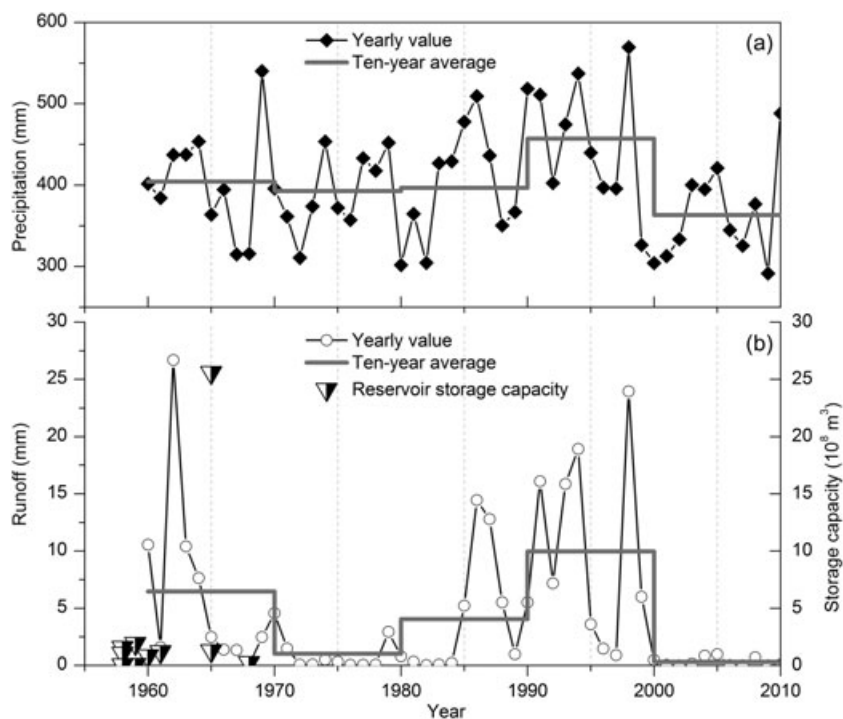 600
500
400
300
Precipitation (mm)
Yearly value
Ten-year average
(a)
30
25
20
15
10
5
0
Runoff (mm)
Yearly value
Ten-year average
Reservoir storage capacity
(b)
30
25
20
15
10
5
0
Storage capacity (10⁸ m³)
1960 1970 1980 1990 2000 2010
Year